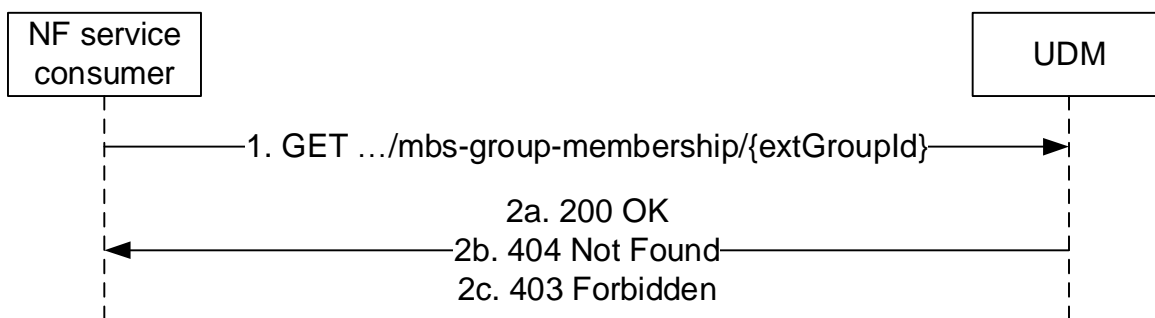 NF service
consumer
UDM
1. GET …/mbs-group-membership/{extGroupId}
2a. 200 OK
2b. 404 Not Found
2c. 403 Forbidden